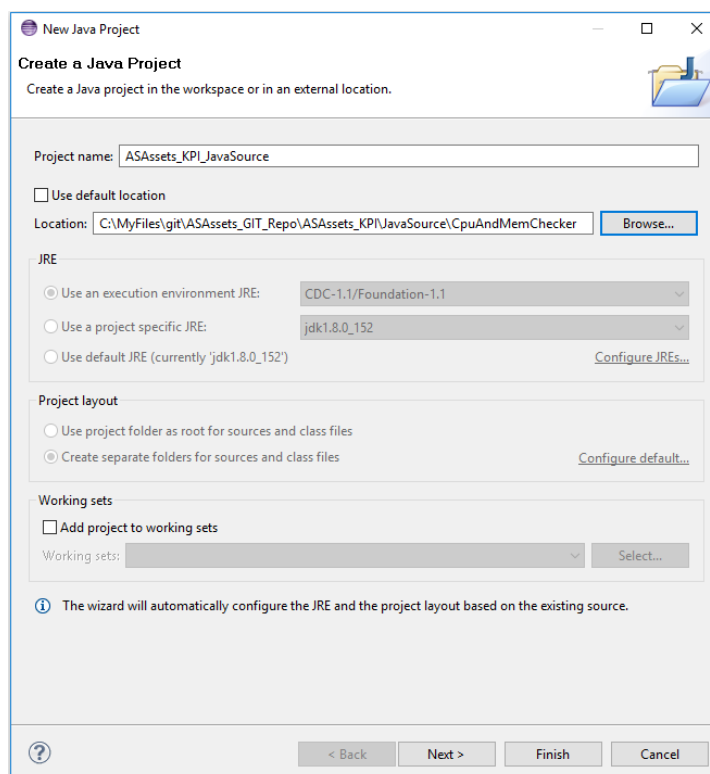 New Java Project
Create a Java Project
Create a Java project in the workspace or in an external location.
Project name: ASAssets_KPI_JavaSource
Use default location
Location: C:\MyFiles\git\ASAssets_GIT_Repo\ASAssets_KPI\JavaSource\CpuAndMemChecker Browse...
JRE
Use an execution environment JRE: CDC-1.1/Foundation-1.1
Use a project specific JRE: jdk1.8.0_152
Use default JRE (currently 'jdk1.8.0_152') Configure JREs...
Project layout
Use project folder as root for sources and class files
Create separate folders for sources and class files Configure default...
Working sets
Add project to working sets
Working sets: Select...
The wizard will automatically configure the JRE and the project layout based on the existing source.
? < Back Next > Finish Cancel